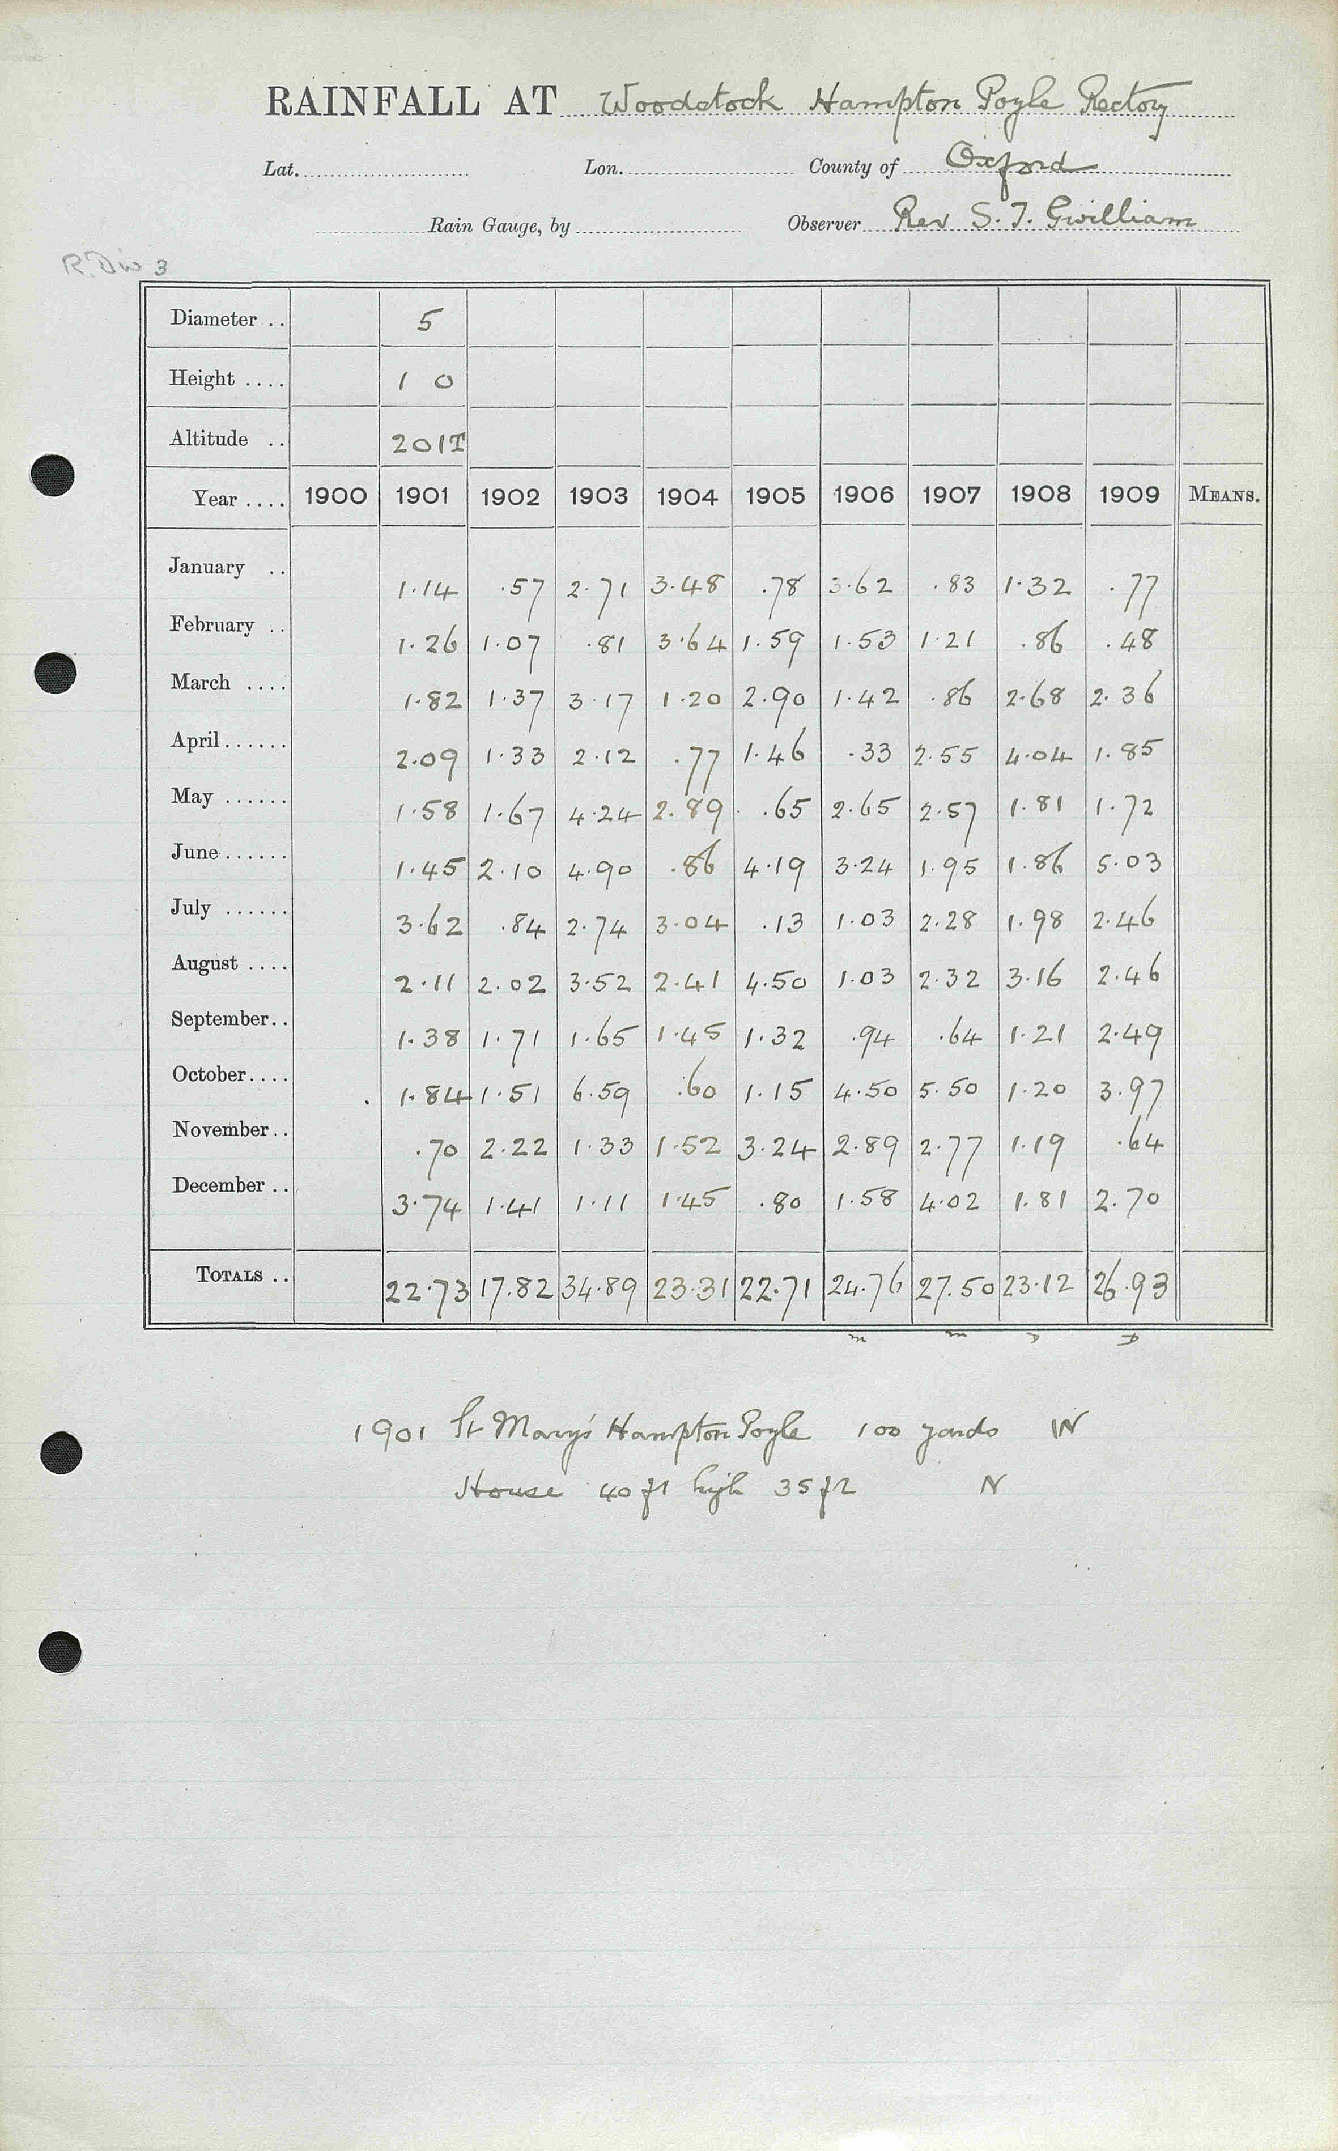 RAINFALL AT Woodstock Hampton Poyle Rectory
Lat. Lon. County of Oxford
Rain Gauge, by Observer Rev S. T. Gwilliam
R. Div 3
Diameter .. 5
Height .... 1 0
Altitude .. 201T
Year .... 1900 1901 1902 1903 1904 1905 1906 1907 1908 1909 MEANS.
January .. 1.14 .57 2.71 3.48 .78 3.62 .83 1.32 .77
February .. 1.26 1.07 .81 3.64 1.59 1.53 1.21 .86 .48
March .... 1.82 1.37 3.17 1.20 2.90 1.42 .86 2.68 2.36
April...... 2.09 1.33 2.12 .77 1.46 .33 2.55 4.04 1.85
May ...... 1.58 1.67 4.24 2.89 .65 2.65 2.57 1.81 1.72
June...... 1.45 2.10 4.90 .86 4.19 3.24 1.95 1.86 5.03
July ...... 3.62 .84 2.74 3.04 .13 1.03 2.28 1.98 2.46
August .... 2.11 2.02 3.52 2.41 4.50 1.03 2.32 3.16 2.46
September.. 1.38 1.71 1.65 1.45 1.32 .94 .64 1.21 2.49
October.... 1.84 1.51 6.59 .60 1.15 4.50 5.50 1.20 3.97
November.. .70 2.22 1.33 1.52 3.24 2.89 2.77 1.19 .64
December .. 3.74 1.41 1.11 1.45 .80 1.58 4.02 1.81 2.70
TOTALS .. 22.73 17.82 34.89 23.31 22.71 24.76 27.50 23.12 26.93
1901 St Mary's Hampton Poyle 100 yards W
House 40 ft high 35 ft N